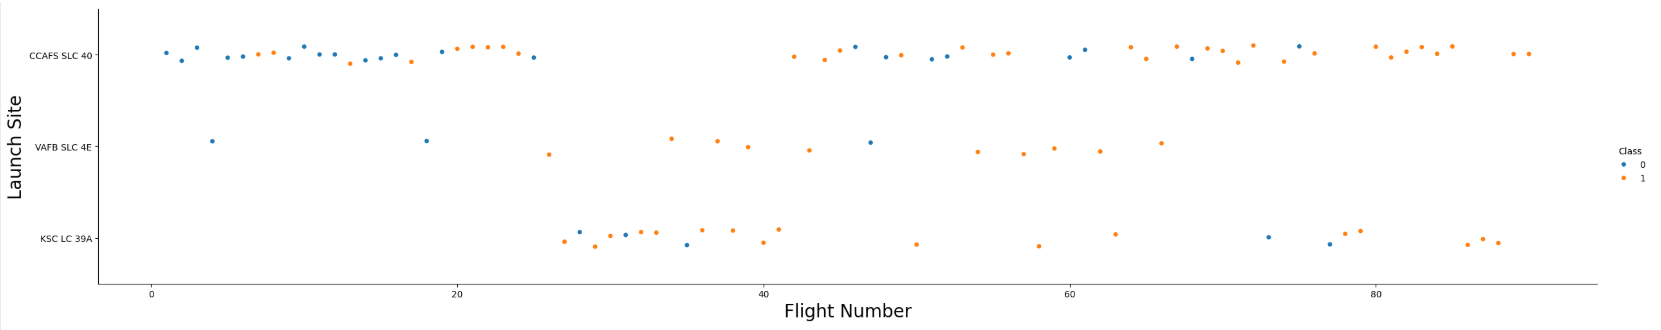 Launch Site
CCAFS SLC 40
VAFB SLC 4E
KSC LC 39A
0 20 40 60 80
Flight Number
Class
0
1